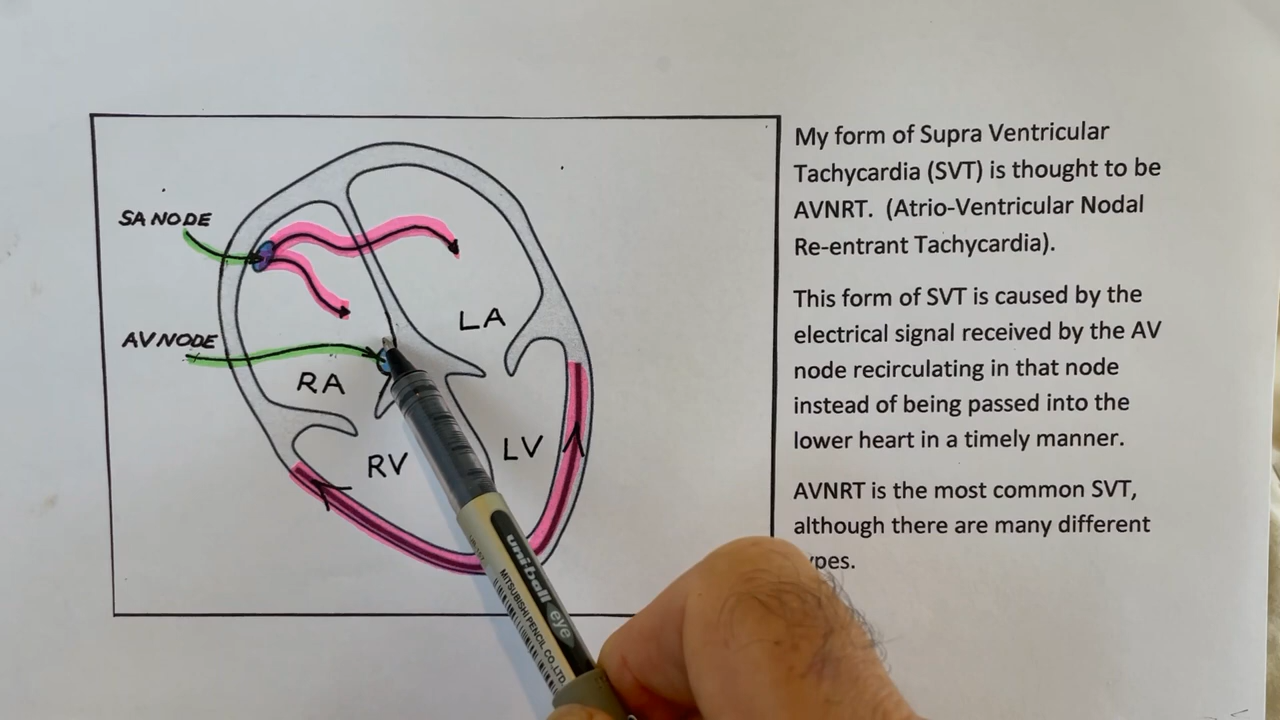 SA NODE
AV NODE
LA
RA
LV
RV
My form of Supra Ventricular
Tachycardia (SVT) is thought to be
AVNRT. (Atrio-Ventricular Nodal
Re-entrant Tachycardia).
This form of SVT is caused by the
electrical signal received by the AV
node recirculating in that node
instead of being passed into the
lower heart in a timely manner.
AVNRT is the most common SVT,
although there are many different
ypes.
uni-ball eye
MITSUBISHI PENCIL CO.,LTD.